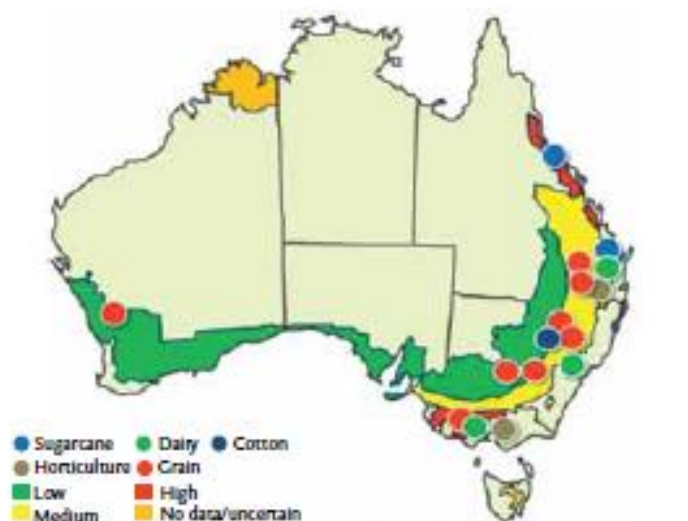 Sugarcane Dairy Cotton
Horticulture Grain
Low High
Medium No data/uncertain